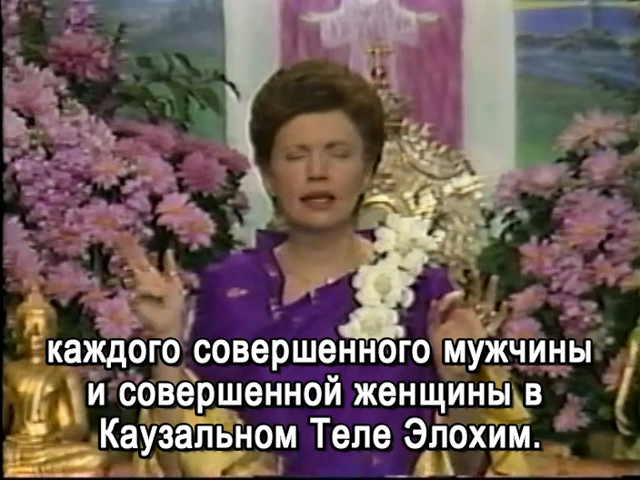 каждого совершенного мужчины
и совершенной женщины в
Каузальном Теле Элохим.